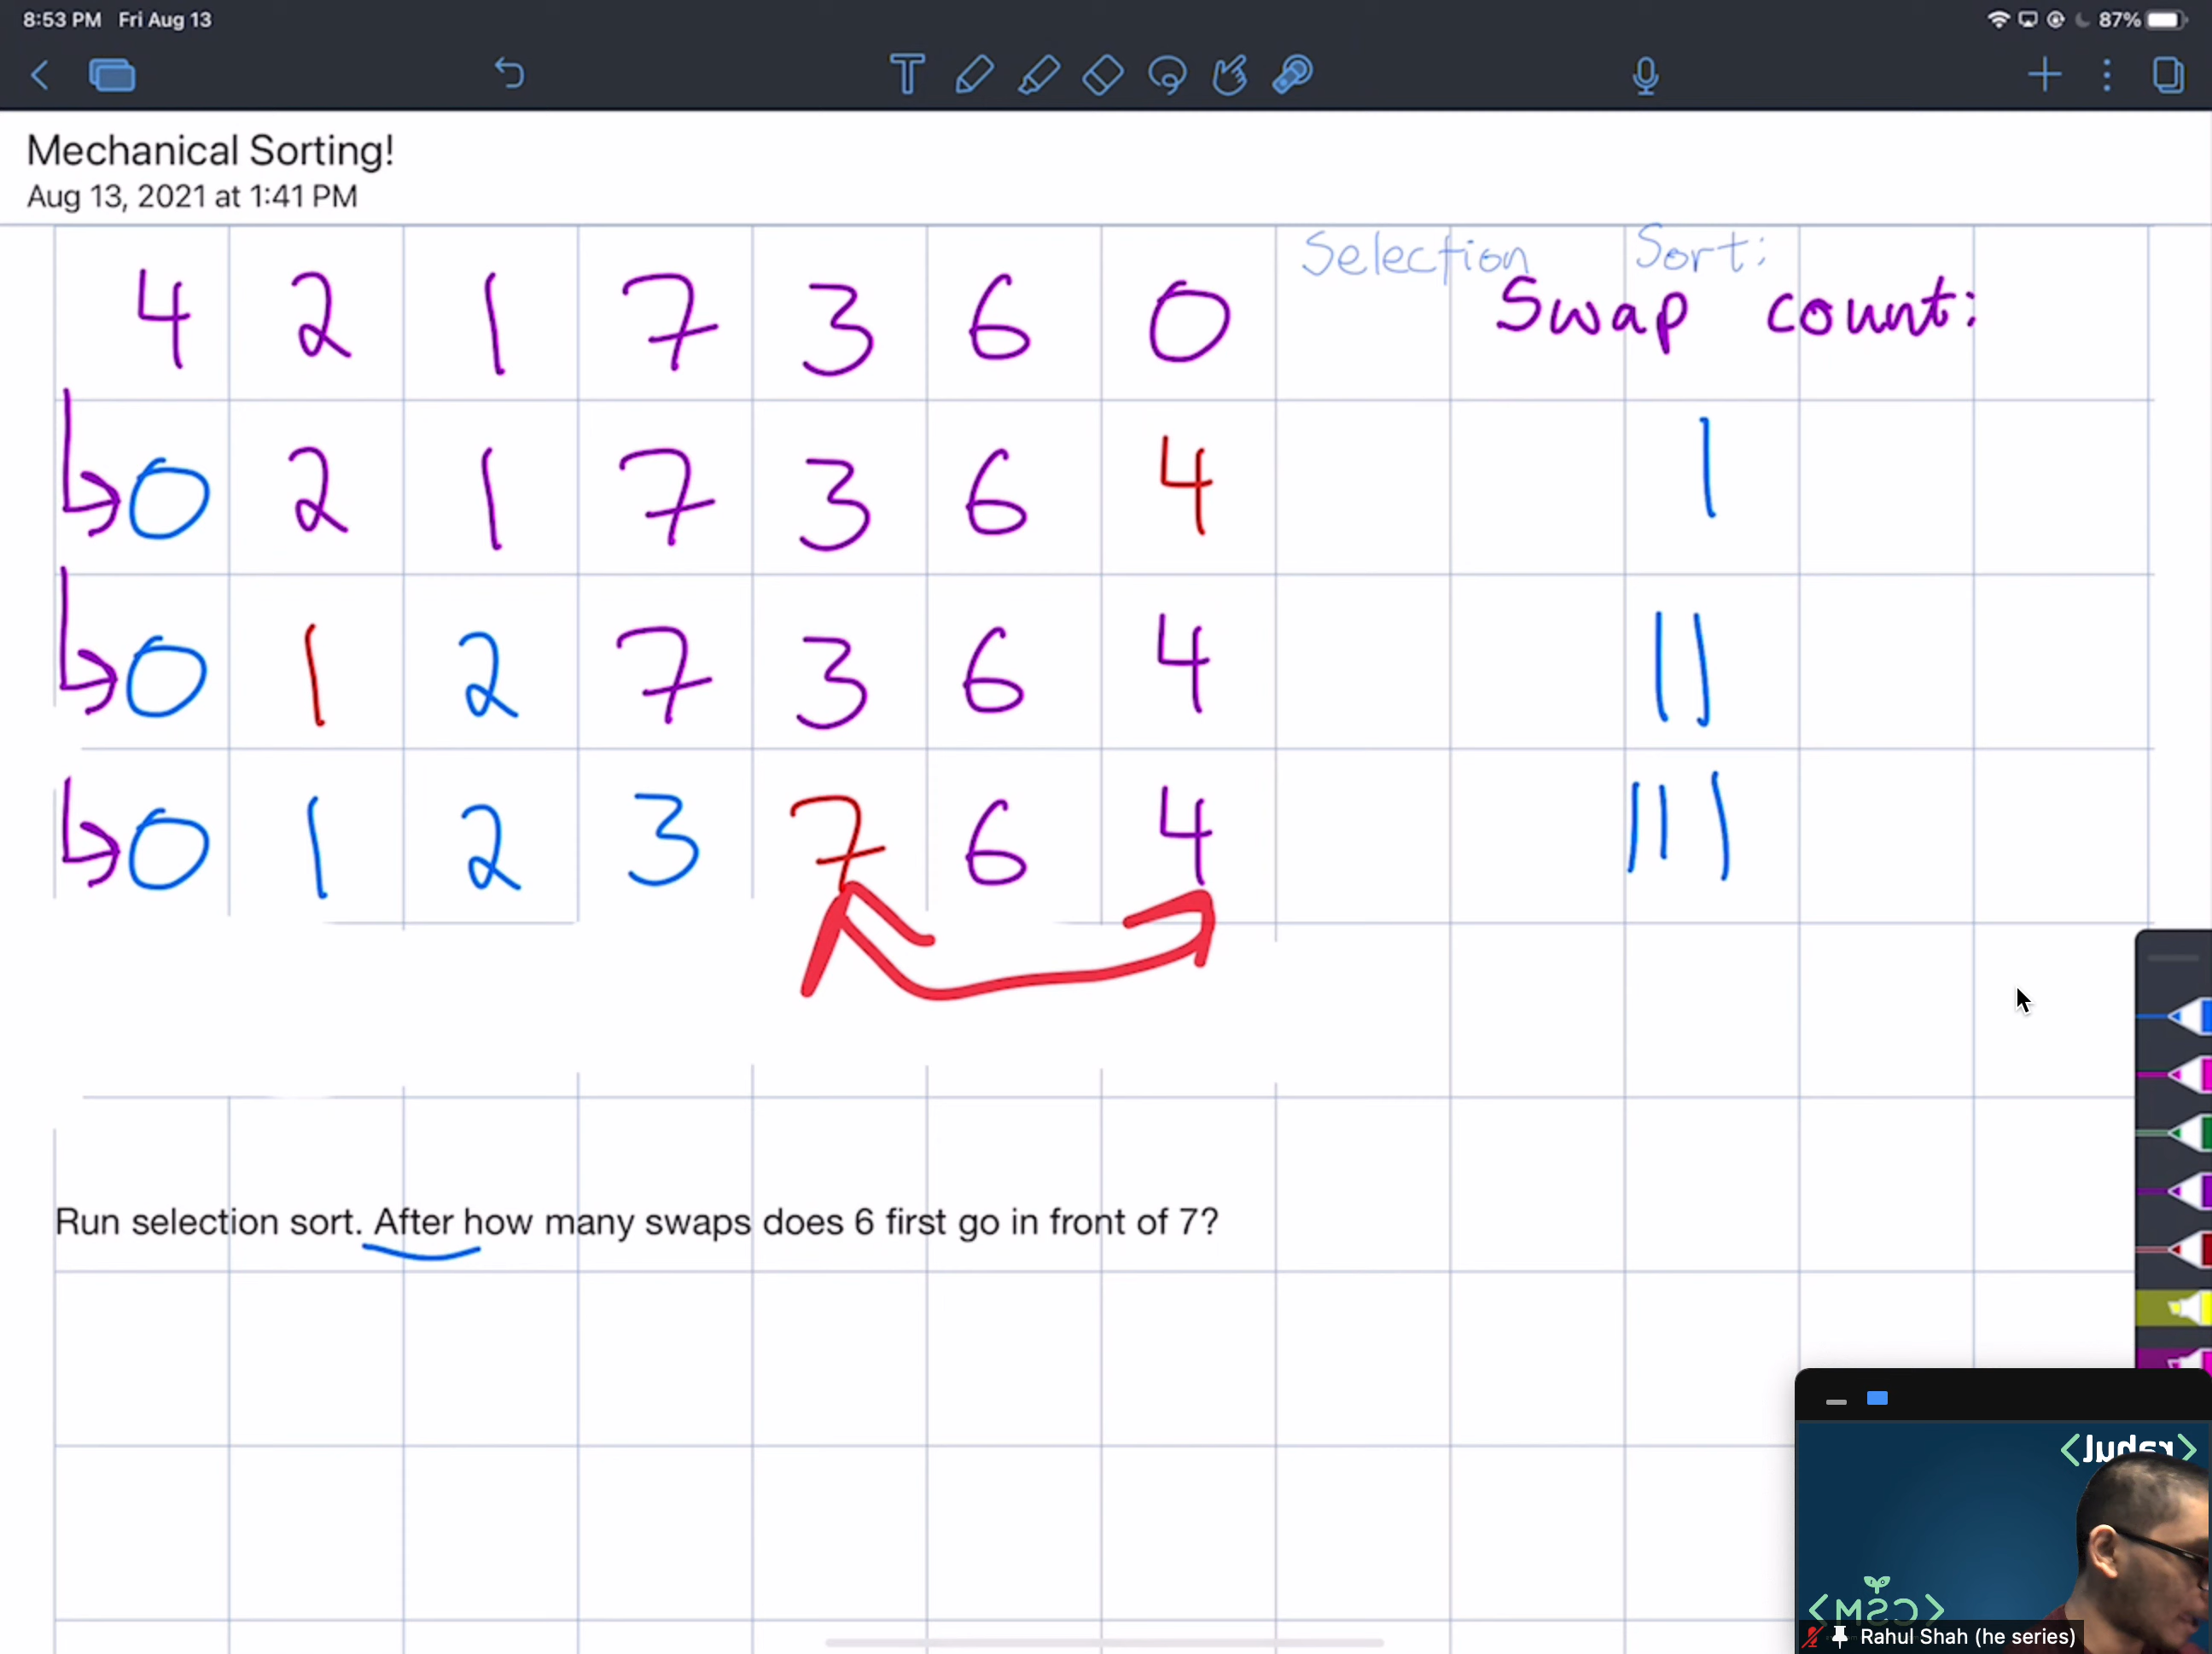 8:53 PM Fri Aug 13 87%
Mechanical Sorting!
Aug 13, 2021 at 1:41 PM
Selection Sort:
4 2 1 7 3 6 0 Swap count:
0 2 1 7 3 6 4 |
0 1 2 7 3 6 4 ||
0 1 2 3 7 6 4 |||
Run selection sort. After how many swaps does 6 first go in front of 7?
<rahul>
<CSM>
Rahul Shah (he series)